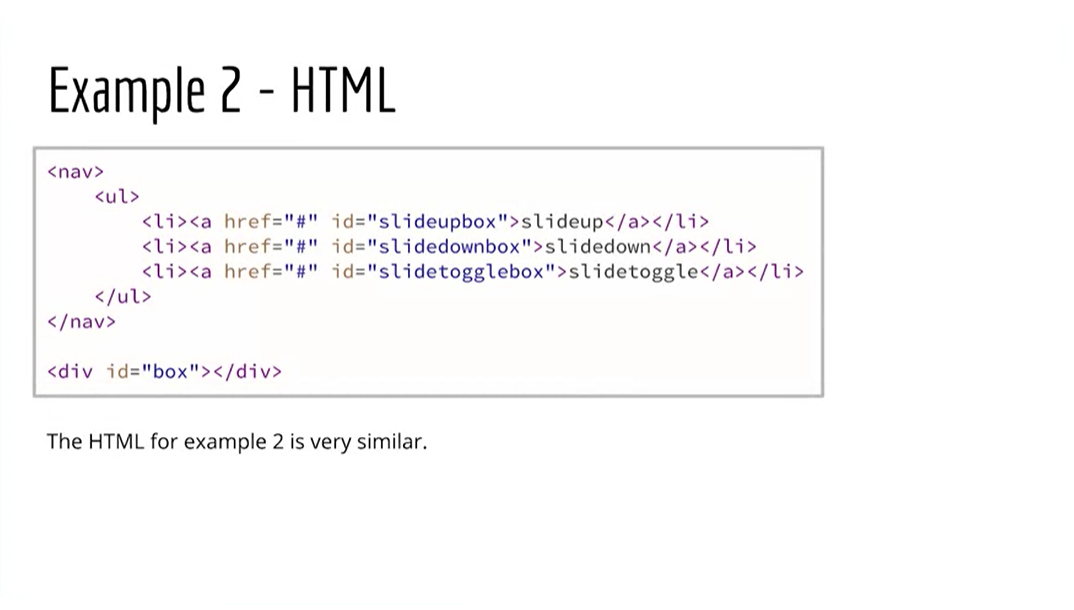 Example 2 - HTML
<nav>
<ul>
<li><a href="#" id="slideupbox">slideup</a></li>
<li><a href="#" id="slidedownbox">slidedown</a></li>
<li><a href="#" id="slidetogglebox">slidetoggle</a></li>
</ul>
</nav>
<div id="box"></div>
The HTML for example 2 is very similar.